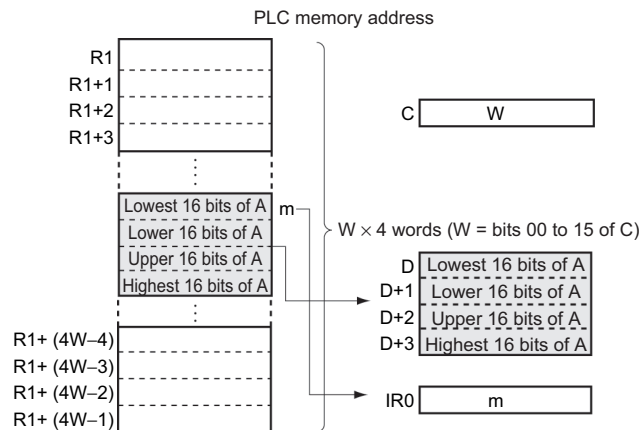 PLC memory address
R1
R1+1
R1+2
R1+3
C W
Lowest 16 bits of A m
Lower 16 bits of A
Upper 16 bits of A
Highest 16 bits of A
W × 4 words (W = bits 00 to 15 of C)
D Lowest 16 bits of A
D+1 Lower 16 bits of A
D+2 Upper 16 bits of A
D+3 Highest 16 bits of A
R1+ (4W–4)
R1+ (4W–3)
R1+ (4W–2)
R1+ (4W–1)
IR0 m